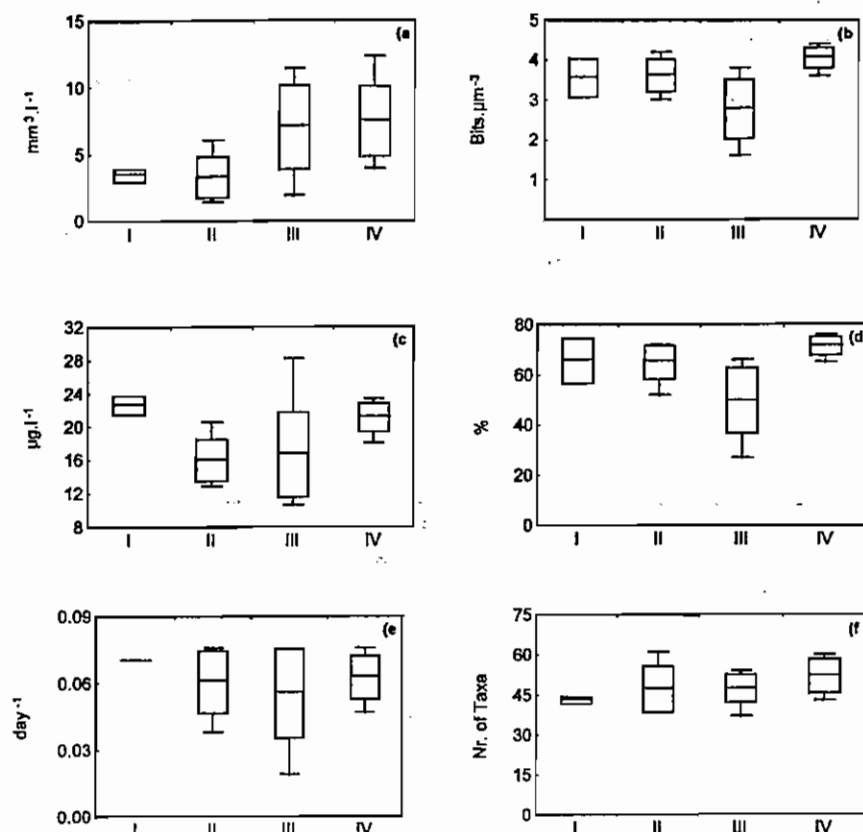 15
10
5
0
mm³.l⁻¹
(a
I II III IV
5
4
3
2
1
Bits.µm⁻³
(b
I II III IV
32
28
24
20
16
12
8
µg.l⁻¹
(c
I II III IV
80
60
40
20
0
%
(d
I II III IV
0.09
0.06
0.03
0.00
day⁻¹
(e
I II III IV
75
60
45
30
15
0
Nr. of Taxa
(f
I II III IV